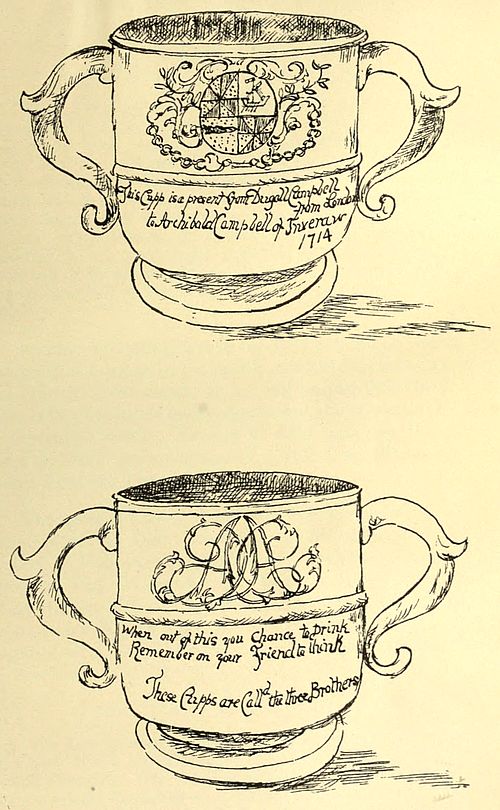 This Cupp is a present from Dugall Campbell
from London
to Archibald Campbell of Inveraw
1714
When out of this you Chance to Drink
Remember on your Friend to think
These Cupps are Call'd the three Brothers